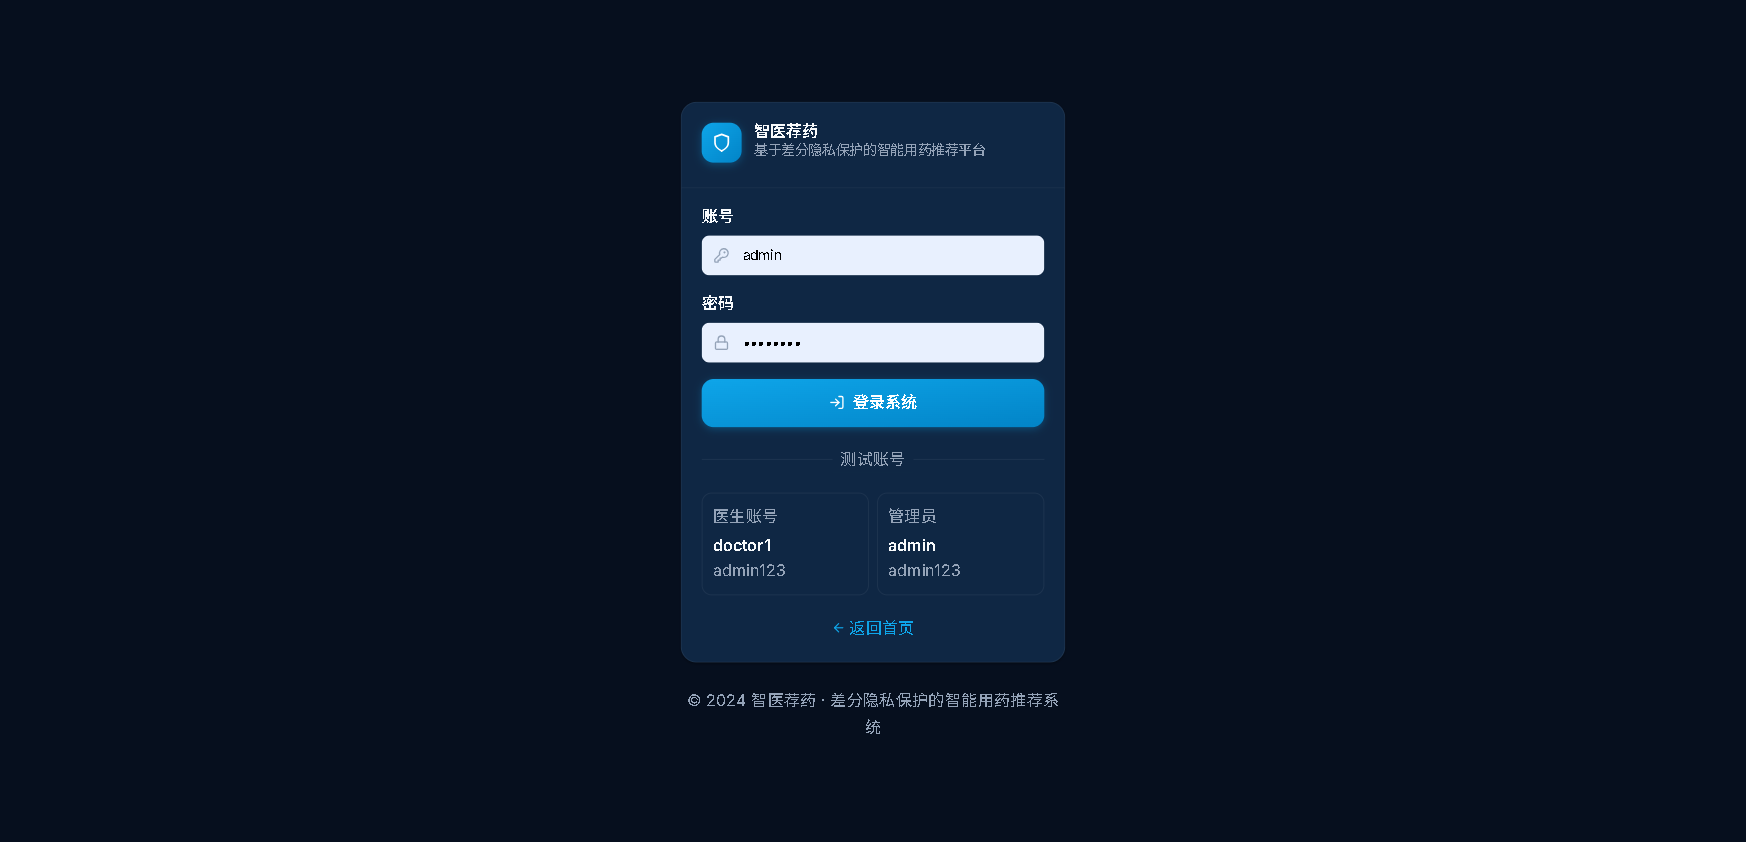 智医荐药
基于差分隐私保护的智能用药推荐平台
账号
admin
密码
••••••••
登录系统
测试账号
医生账号
doctor1
admin123
管理员
admin
admin123
← 返回首页
© 2024 智医荐药 · 差分隐私保护的智能用药推荐系
统